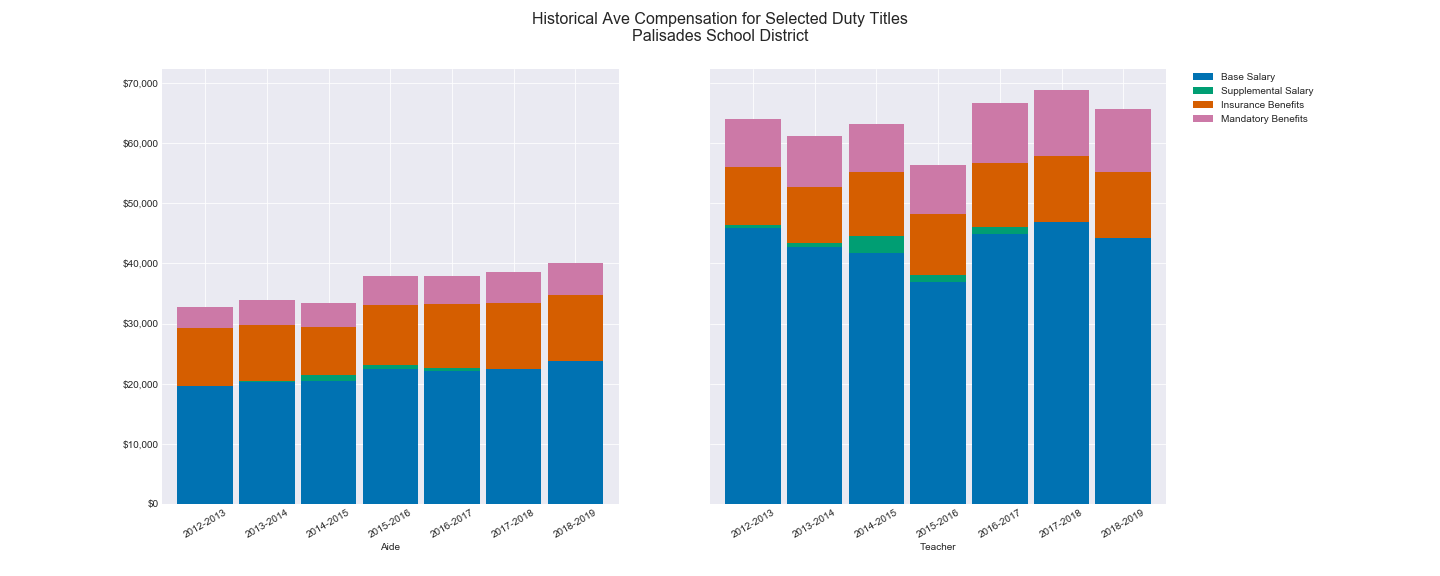 Historical Ave Compensation for Selected Duty Titles
Palisades School District
$70,000
$60,000
$50,000
$40,000
$30,000
$20,000
$10,000
$0
2012-2013
2013-2014
2014-2015
2015-2016
2016-2017
2017-2018
2018-2019
Aide
2012-2013
2013-2014
2014-2015
2015-2016
2016-2017
2017-2018
2018-2019
Teacher
Base Salary
Supplemental Salary
Insurance Benefits
Mandatory Benefits